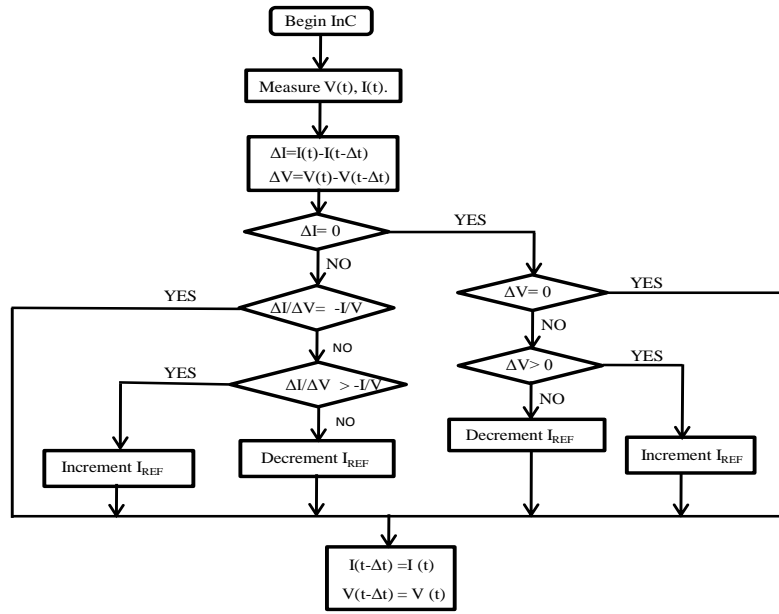 Begin InC
Measure V(t), I(t).
ΔI=I(t)-I(t-Δt)
ΔV=V(t)-V(t-Δt)
ΔI= 0
YES
NO
YES
ΔI/ΔV= -I/V
ΔV= 0
YES
NO
NO
YES
ΔI/ΔV > -I/V
ΔV> 0
YES
NO
NO
Increment I_REF
Decrement I_REF
Decrement I_REF
Increment I_REF
I(t-Δt) =I (t)
V(t-Δt) = V (t)